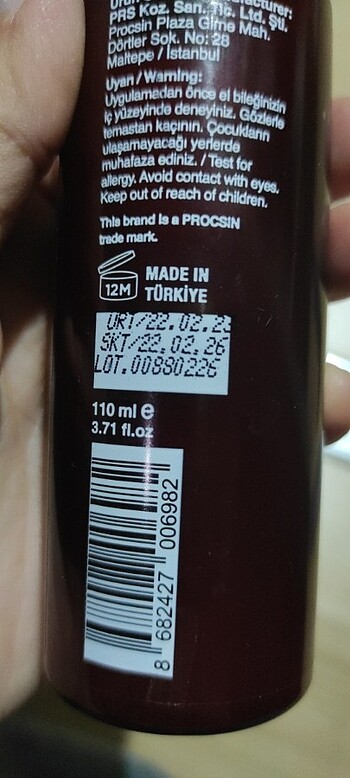 PRS Koz. San. Tic. Ltd. Şti.
Procsin Plaza Girne Mah.
Dörtler Sok. No: 28
Maltepe / İstanbul
Uyarı / Warning:
Uygulamadan önce el bileğinizin
iç yüzeyinde deneyiniz. Gözlerle
temastan kaçının. Çocukların
ulaşamayacağı yerlerde
muhafaza ediniz. / Test for
allergy. Avoid contact with eyes.
Keep out of reach of children.
This brand is a PROCSIN
trade mark.
12M
MADE IN
TÜRKİYE
ÜRT/22.02.23
SKT/22.02.26
LOT.00880226
110 ml e
3.71 fl.oz
8 682427 006982